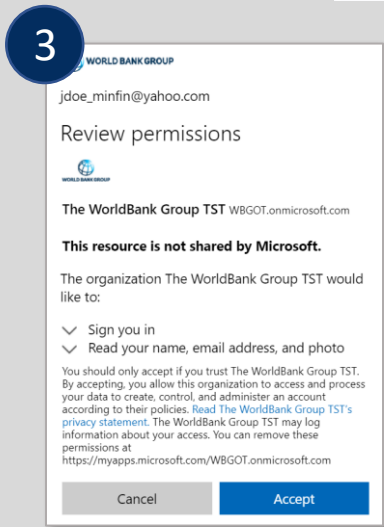 3
WORLD BANK GROUP
jdoe_minfin@yahoo.com
Review permissions
WORLD BANK GROUP
The WorldBank Group TST WBGOT.onmicrosoft.com
This resource is not shared by Microsoft.
The organization The WorldBank Group TST would
like to:
Sign you in
Read your name, email address, and photo
You should only accept if you trust The WorldBank Group TST.
By accepting, you allow this organization to access and process
your data to create, control, and administer an account
according to their policies. Read The WorldBank Group TST's
privacy statement. The WorldBank Group TST may log
information about your access. You can remove these
permissions at
https://myapps.microsoft.com/WBGOT.onmicrosoft.com
Cancel Accept